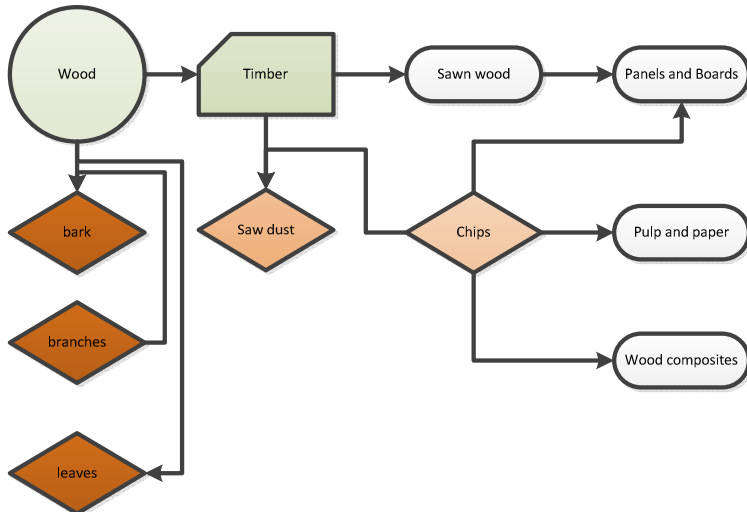 Wood
Timber
Sawn wood
Panels and Boards
bark
Saw dust
Chips
Pulp and paper
branches
Wood composites
leaves